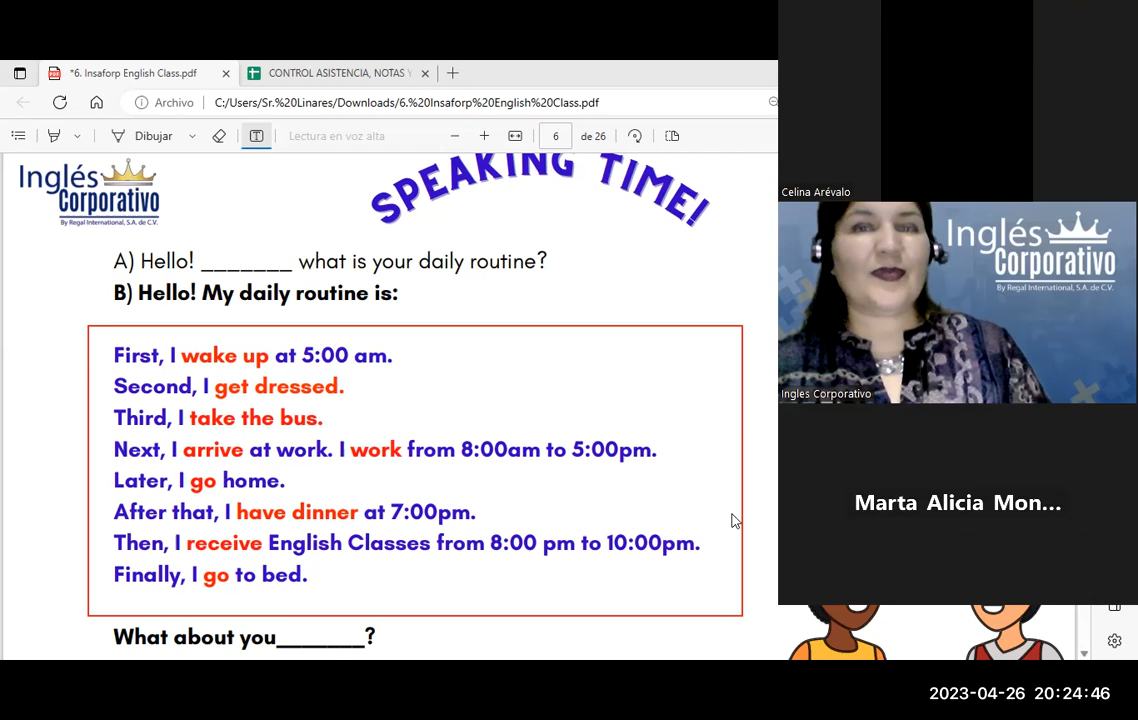 *6. Insaforp English Class.pdf
CONTROL ASISTENCIA, NOTAS Y
Archivo
C:/Users/Sr.%20Linares/Downloads/6.%20Insaforp%20English%20Class.pdf
Dibujar
Lectura en voz alta
6
de 26
Inglés
Corporativo
By Regal International, S.A. de C.V.
SPEAKING TIME!
A) Hello! _______ what is your daily routine?
B) Hello! My daily routine is:
First, I wake up at 5:00 am.
Second, I get dressed.
Third, I take the bus.
Next, I arrive at work. I work from 8:00am to 5:00pm.
Later, I go home.
After that, I have dinner at 7:00pm.
Then, I receive English Classes from 8:00 pm to 10:00pm.
Finally, I go to bed.
What about you_______?
Celina Arévalo
Inglés
Corporativo
By Regal International, S.A. de C.V.
Ingles Corporativo
Marta Alicia Mon...
2023-04-26 20:24:46